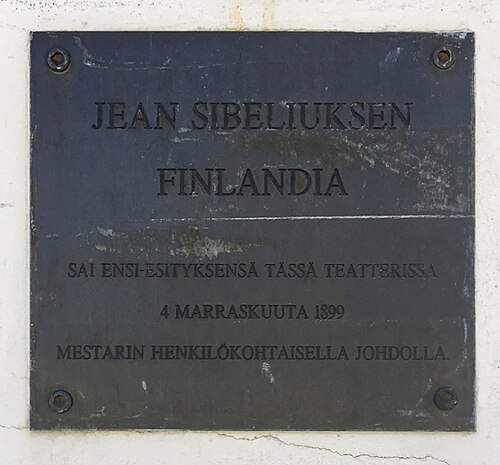 JEAN SIBELIUKSEN
FINLANDIA
SAI ENSI-ESITYKSENSÄ TÄSSÄ TEATTERISSA
4 MARRASKUUTA 1899
MESTARIN HENKILÖKOHTAISELLA JOHDOLLA.